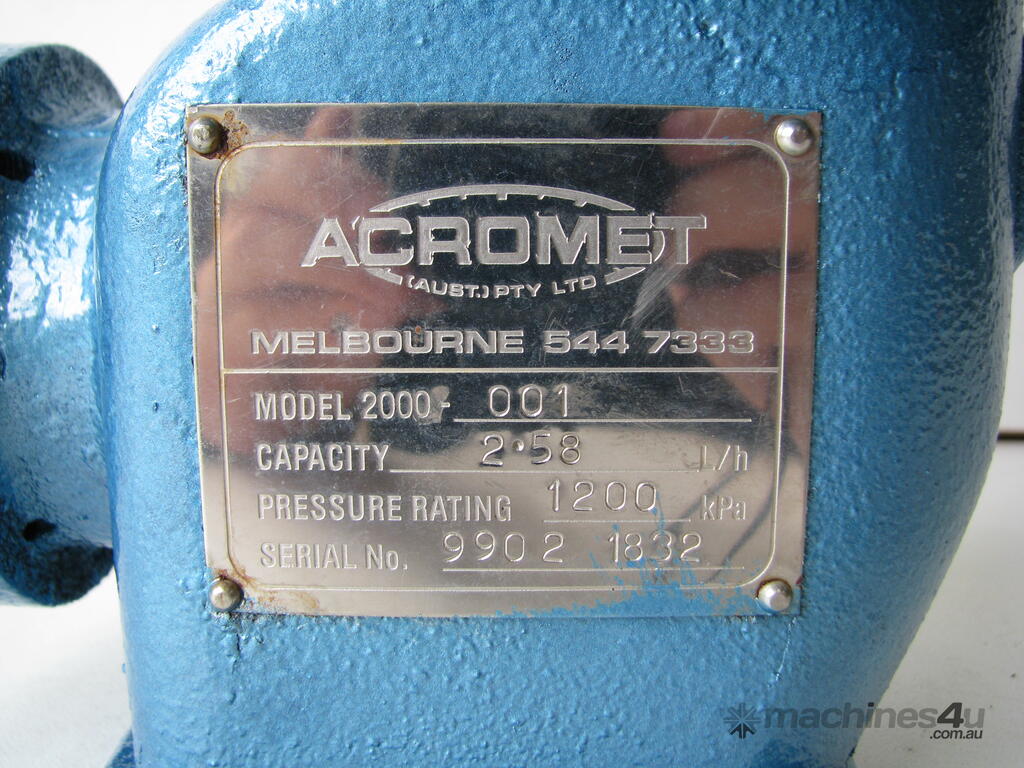 ACROMET
(AUST.) PTY LTD
MELBOURNE 544 7333
MODEL 2000- 001
CAPACITY 2·58 L/h
PRESSURE RATING 1200 kPa
SERIAL No. 9902 1832
machines4u
.com.au